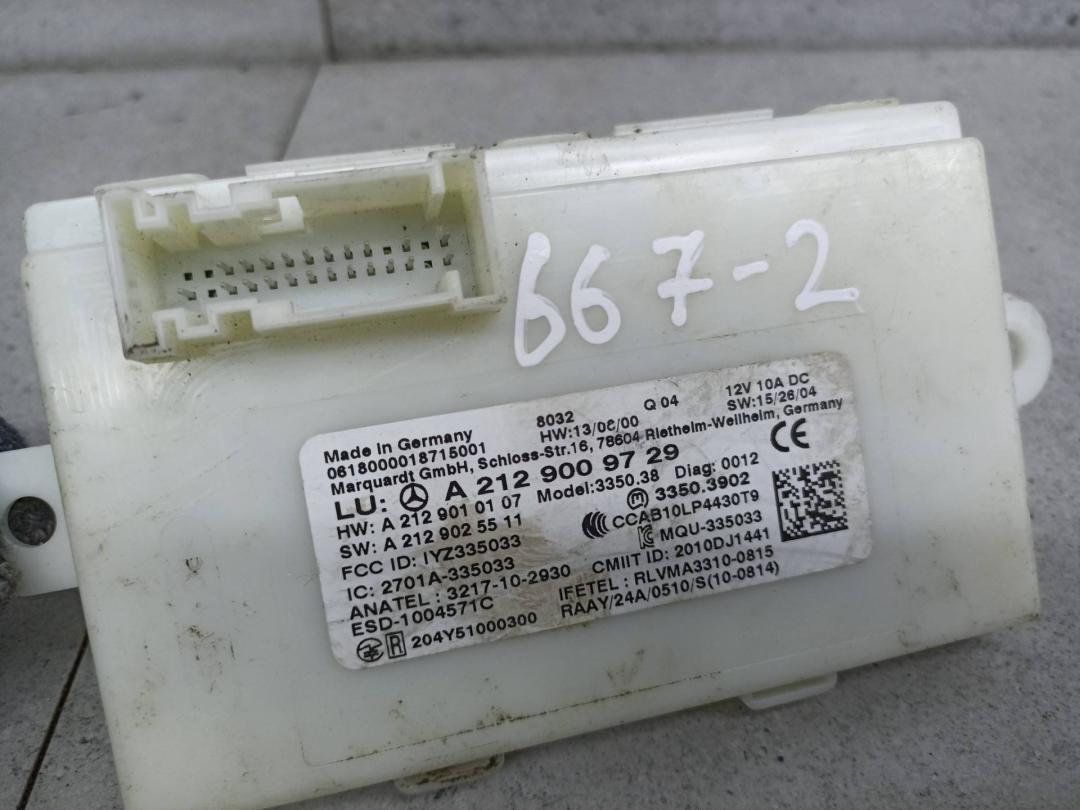 667-2
Made in Germany 8032 Q 04 12V 10A DC
0618000018715001 HW:13/06/00 SW:15/26/04
Marquardt GmbH, Schloss-Str.16, 78604 Rietheim-Weilheim, Germany
LU: A 212 900 97 29
HW: A 212 901 01 07 Model:3350.38 Diag: 0012 CE
SW: A 212 902 55 11 3350.3902
FCC ID: IYZ335033 CCAB10LP4430T9
IC: 2701A-335033 MQU-335033
ANATEL : 3217-10-2930 CMIIT ID: 2010DJ1441
ESD-1004571C IFETEL : RLVMA3310-0815
R 204Y51000300 RAAY/24A/0510/S(10-0814)